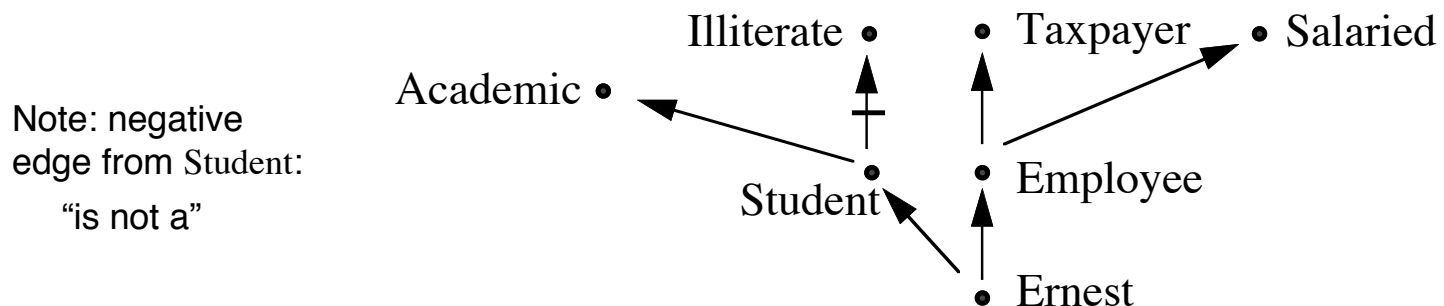 Illiterate
Taxpayer
Salaried
Academic
Note: negative
edge from Student:
“is not a”
Student
Employee
Ernest